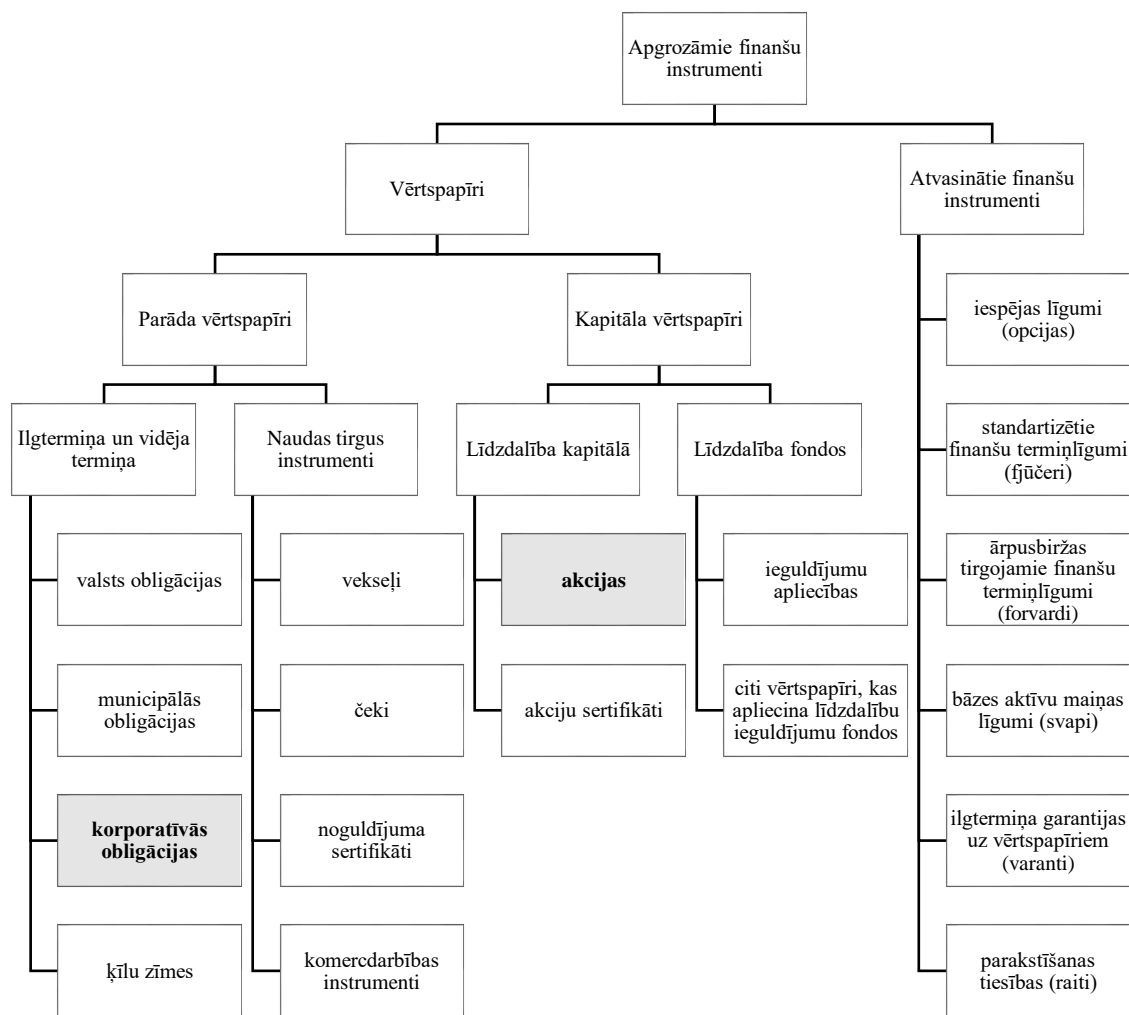 Apgrozāmie finanšu
instrumenti
Vērtspapīri
Atvasinātie finanšu
instrumenti
Parāda vērtspapīri
Kapitāla vērtspapīri
Ilgtermiņa un vidēja
termiņa
Naudas tirgus
instrumenti
Līdzdalība kapitālā
Līdzdalība fondos
valsts obligācijas
municipālās
obligācijas
korporatīvās
obligācijas
ķīlu zīmes
vekseļi
čeki
noguldījuma
sertifikāti
komercdarbības
instrumenti
akcijas
akciju sertifikāti
ieguldījumu
apliecības
citi vērtspapīri, kas
apliecina līdzdalību
ieguldījumu fondos
iespējas līgumi
(opcijas)
standartizētie
finanšu termiņlīgumi
(fjūčeri)
ārpusbiržas
tirgojamie finanšu
termiņlīgumi
(forvardi)
bāzes aktīvu maiņas
līgumi (svapi)
ilgtermiņa garantijas
uz vērtspapīriem
(varanti)
parakstīšanas
tiesības (raiti)